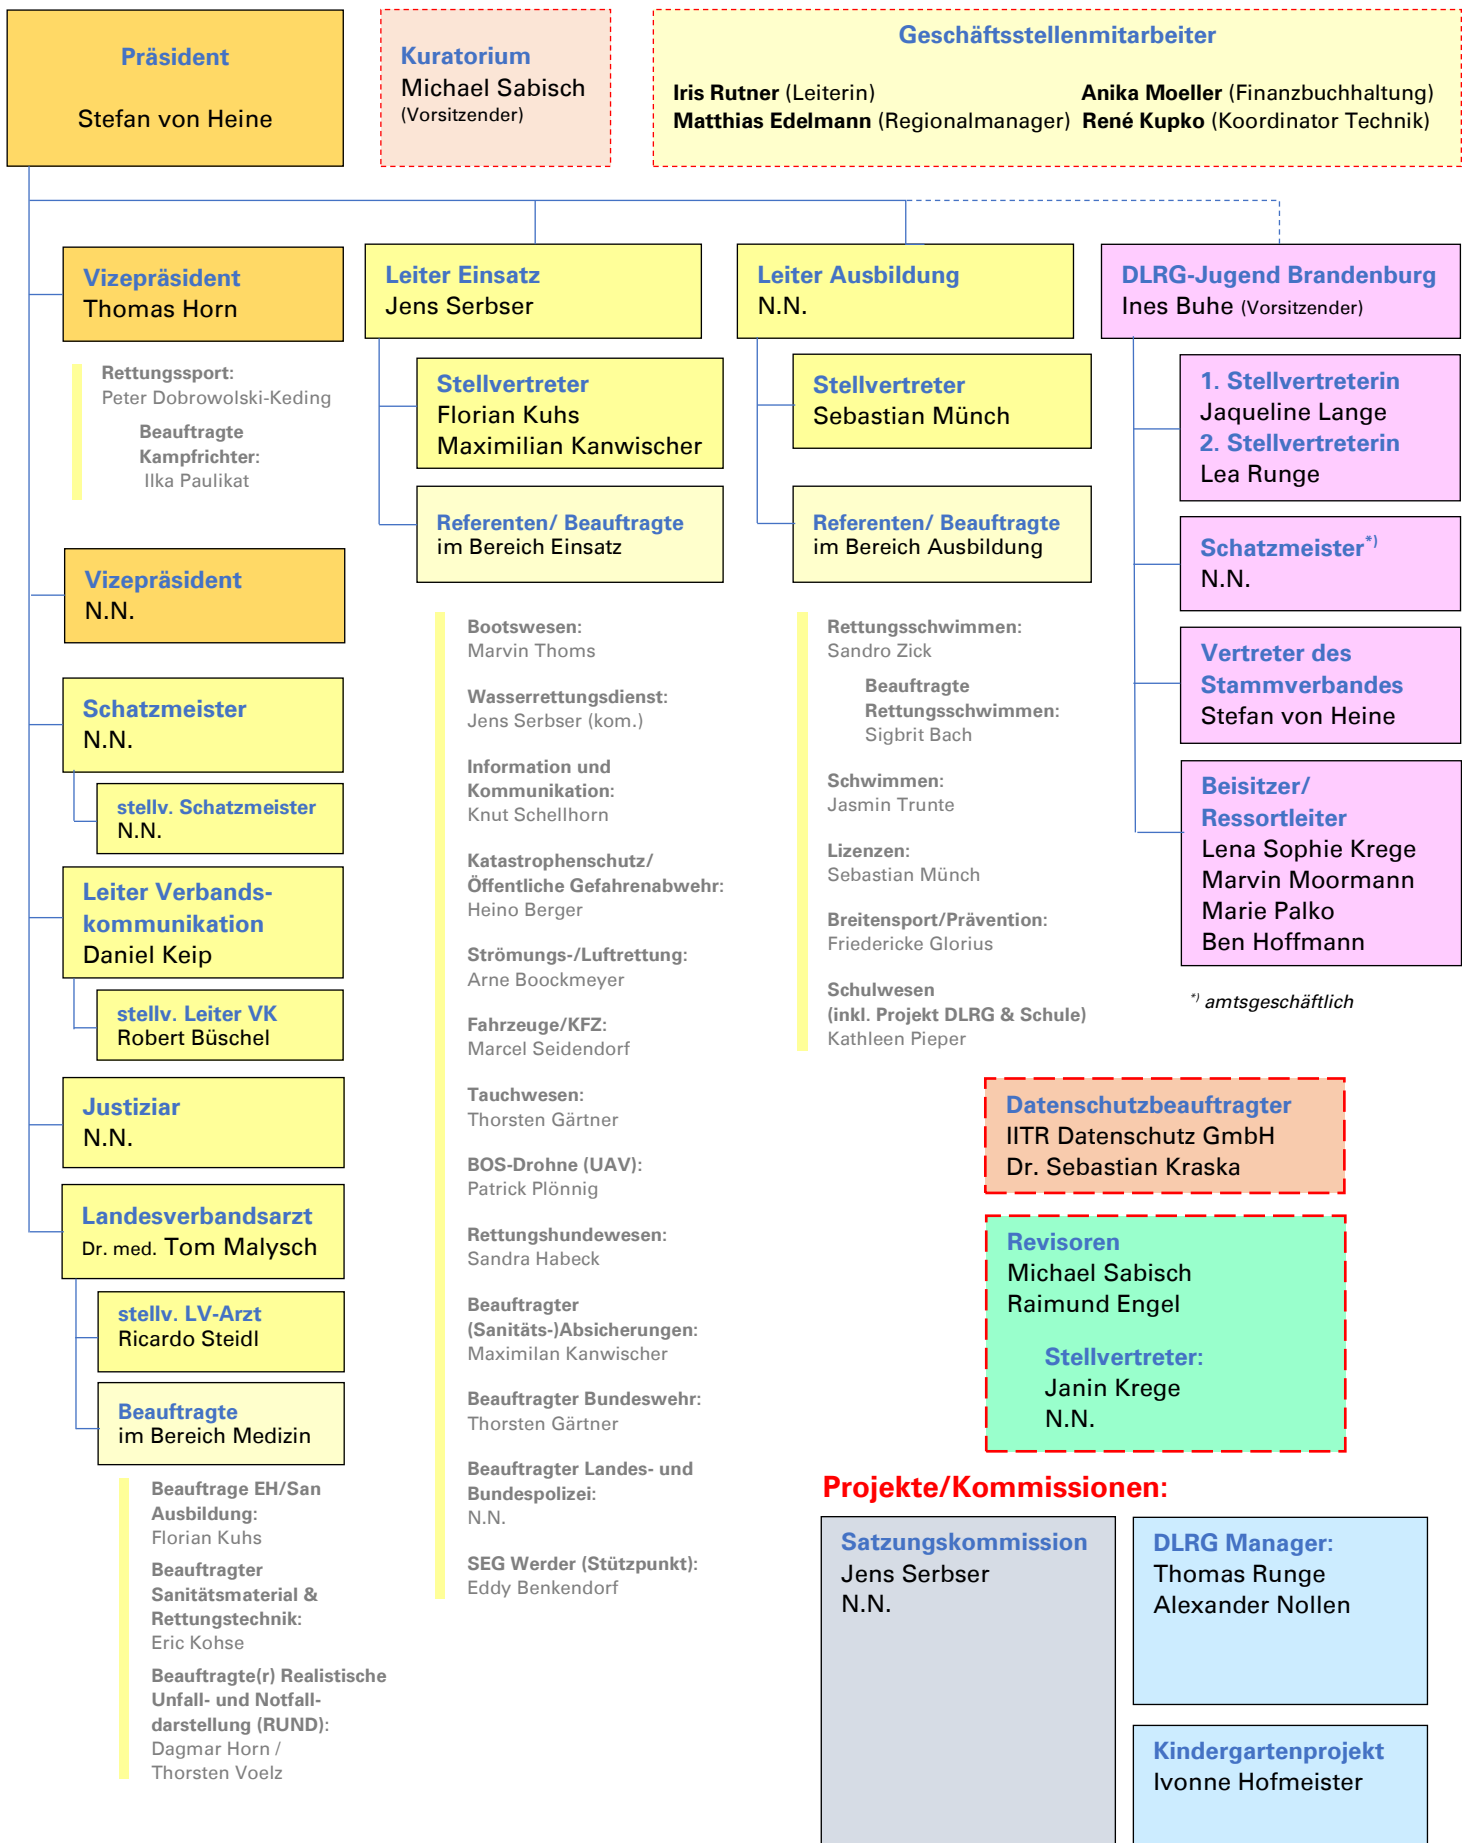 Präsident
Stefan von Heine
Kuratorium
Michael Sabisch
(Vorsitzender)
Geschäftsstellenmitarbeiter
Iris Rutner (Leiterin)
Matthias Edelmann (Regionalmanager)
Anika Moeller (Finanzbuchhaltung)
René Kupko (Koordinator Technik)
Vizepräsident
Thomas Horn
Rettungssport:
Peter Dobrowolski-Keding
Beauftragte
Kampfrichter:
Ilka Paulikat
Vizepräsident
N.N.
Schatzmeister
N.N.
stellv. Schatzmeister
N.N.
Leiter Verbands-
kommunikation
Daniel Keip
stellv. Leiter VK
Robert Büschel
Justiziar
N.N.
Landesverbandsarzt
Dr. med. Tom Malysch
stellv. LV-Arzt
Ricardo Steidl
Beauftragte
im Bereich Medizin
Beauftrage EH/San
Ausbildung:
Florian Kuhs
Beauftragter
Sanitätsmaterial &
Rettungstechnik:
Eric Kohse
Beauftragte(r) Realistische
Unfall- und Notfall-
darstellung (RUND):
Dagmar Horn /
Thorsten Voelz
Leiter Einsatz
Jens Serbser
Stellvertreter
Florian Kuhs
Maximilian Kanwischer
Referenten/ Beauftragte
im Bereich Einsatz
Bootswesen:
Marvin Thoms
Wasserrettungsdienst:
Jens Serbser (kom.)
Information und
Kommunikation:
Knut Schellhorn
Katastrophenschutz/
Öffentliche Gefahrenabwehr:
Heino Berger
Strömungs-/Luftrettung:
Arne Boockmeyer
Fahrzeuge/KFZ:
Marcel Seidendorf
Tauchwesen:
Thorsten Gärtner
BOS-Drohne (UAV):
Patrick Plönnig
Rettungshundewesen:
Sandra Habeck
Beauftragter
(Sanitäts-)Absicherungen:
Maximilan Kanwischer
Beauftragter Bundeswehr:
Thorsten Gärtner
Beauftragter Landes- und
Bundespolizei:
N.N.
SEG Werder (Stützpunkt):
Eddy Benkendorf
Leiter Ausbildung
N.N.
Stellvertreter
Sebastian Münch
Referenten/ Beauftragte
im Bereich Ausbildung
Rettungsschwimmen:
Sandro Zick
Beauftragte
Rettungsschwimmen:
Sigbrit Bach
Schwimmen:
Jasmin Trunte
Lizenzen:
Sebastian Münch
Breitensport/Prävention:
Friedericke Glorius
Schulwesen
(inkl. Projekt DLRG & Schule)
Kathleen Pieper
DLRG-Jugend Brandenburg
Ines Buhe (Vorsitzender)
1. Stellvertreterin
Jaqueline Lange
2. Stellvertreterin
Lea Runge
Schatzmeister*)
N.N.
Vertreter des
Stammverbandes
Stefan von Heine
Beisitzer/
Ressortleiter
Lena Sophie Krege
Marvin Moormann
Marie Palko
Ben Hoffmann
*) amtsgeschäftlich
Datenschutzbeauftragter
IITR Datenschutz GmbH
Dr. Sebastian Kraska
Revisoren
Michael Sabisch
Raimund Engel
Stellvertreter:
Janin Krege
N.N.
Projekte/Kommissionen:
Satzungskommission
Jens Serbser
N.N.
DLRG Manager:
Thomas Runge
Alexander Nollen
Kindergartenprojekt
Ivonne Hofmeister